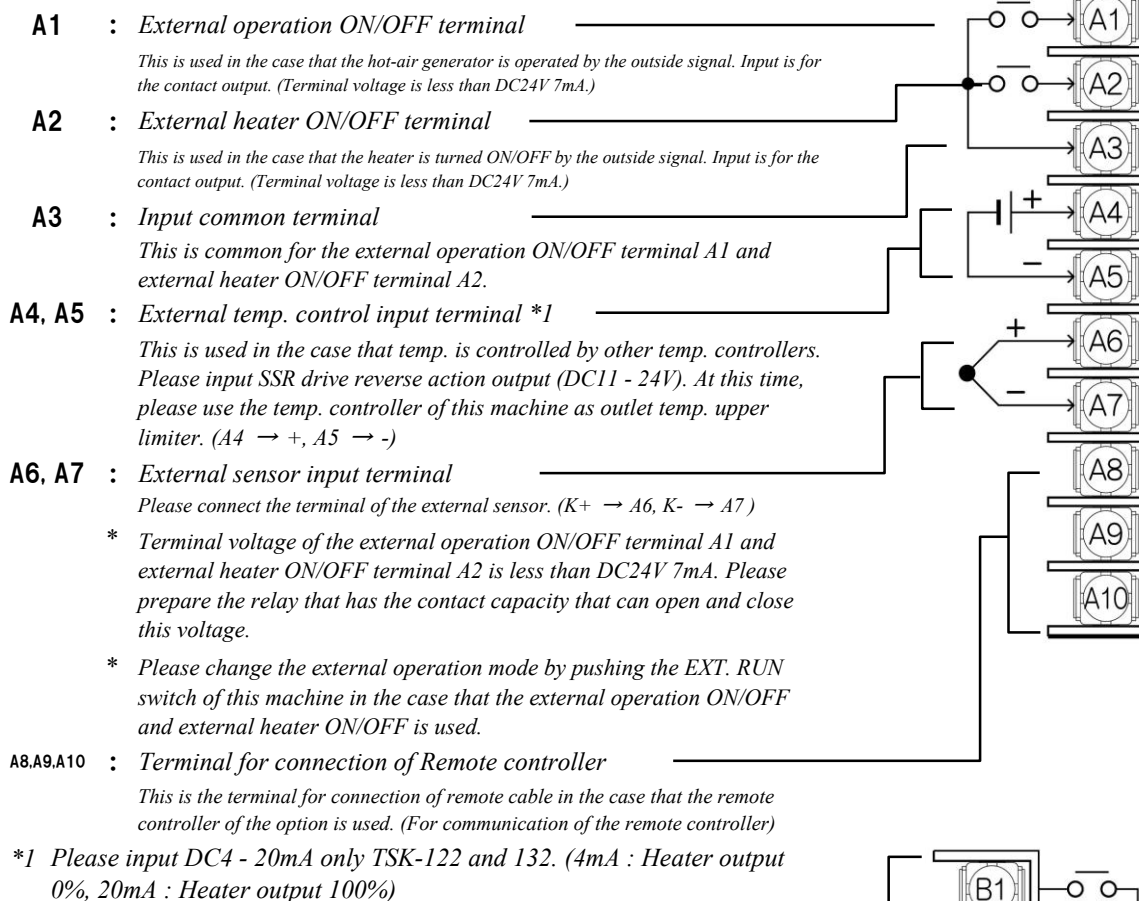 A1 : External operation ON/OFF terminal
This is used in the case that the hot-air generator is operated by the outside signal. Input is for
the contact output. (Terminal voltage is less than DC24V 7mA.)
A2 : External heater ON/OFF terminal
This is used in the case that the heater is turned ON/OFF by the outside signal. Input is for the
contact output. (Terminal voltage is less than DC24V 7mA.)
A3 : Input common terminal
This is common for the external operation ON/OFF terminal A1 and
external heater ON/OFF terminal A2.
A4, A5 : External temp. control input terminal *1
This is used in the case that temp. is controlled by other temp. controllers.
Please input SSR drive reverse action output (DC11 - 24V). At this time,
please use the temp. controller of this machine as outlet temp. upper
limiter. (A4 → +, A5 → -)
A6, A7 : External sensor input terminal
Please connect the terminal of the external sensor. (K+ → A6, K- → A7 )
* Terminal voltage of the external operation ON/OFF terminal A1 and
external heater ON/OFF terminal A2 is less than DC24V 7mA. Please
prepare the relay that has the contact capacity that can open and close
this voltage.
* Please change the external operation mode by pushing the EXT. RUN
switch of this machine in the case that the external operation ON/OFF
and external heater ON/OFF is used.
A8,A9,A10 : Terminal for connection of Remote controller
This is the terminal for connection of remote cable in the case that the remote
controller of the option is used. (For communication of the remote controller)
*1 Please input DC4 - 20mA only TSK-122 and 132. (4mA : Heater output
0%, 20mA : Heater output 100%)
A1
A2
A3
+ A4
- A5
+ A6
- A7
A8
A9
A10
B1